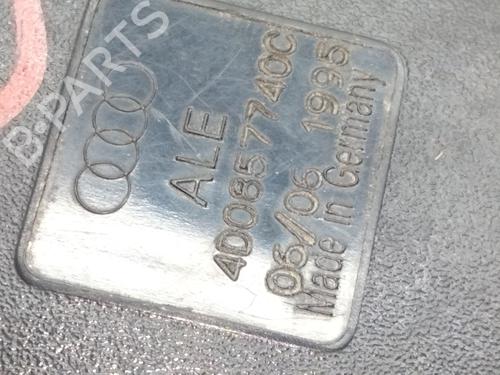 ALE
4D0857740C
06/06 1995
Made in Germany
B-PARTS